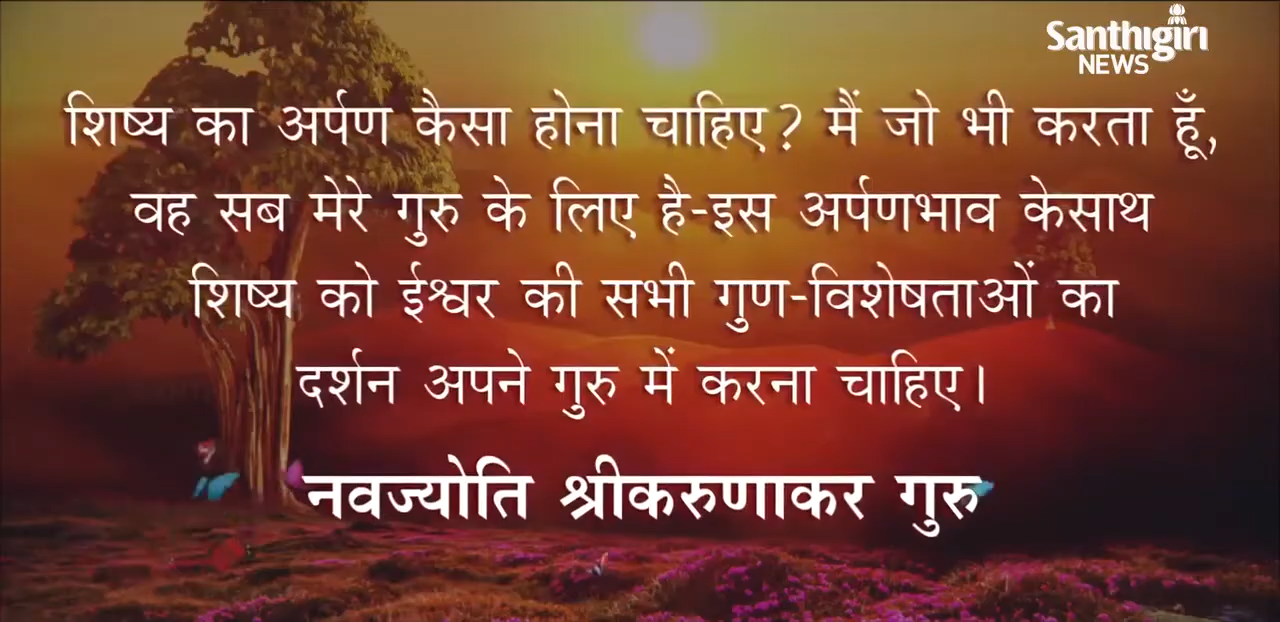 Santhigiri
NEWS
शिष्य का अर्पण कैसा होना चाहिए? मैं जो भी करता हूँ,
वह सब मेरे गुरु के लिए है-इस अर्पणभाव केसाथ
शिष्य को ईश्वर की सभी गुण-विशेषताओं का
दर्शन अपने गुरु में करना चाहिए।
नवज्योति श्रीकरुणाकर गुरु